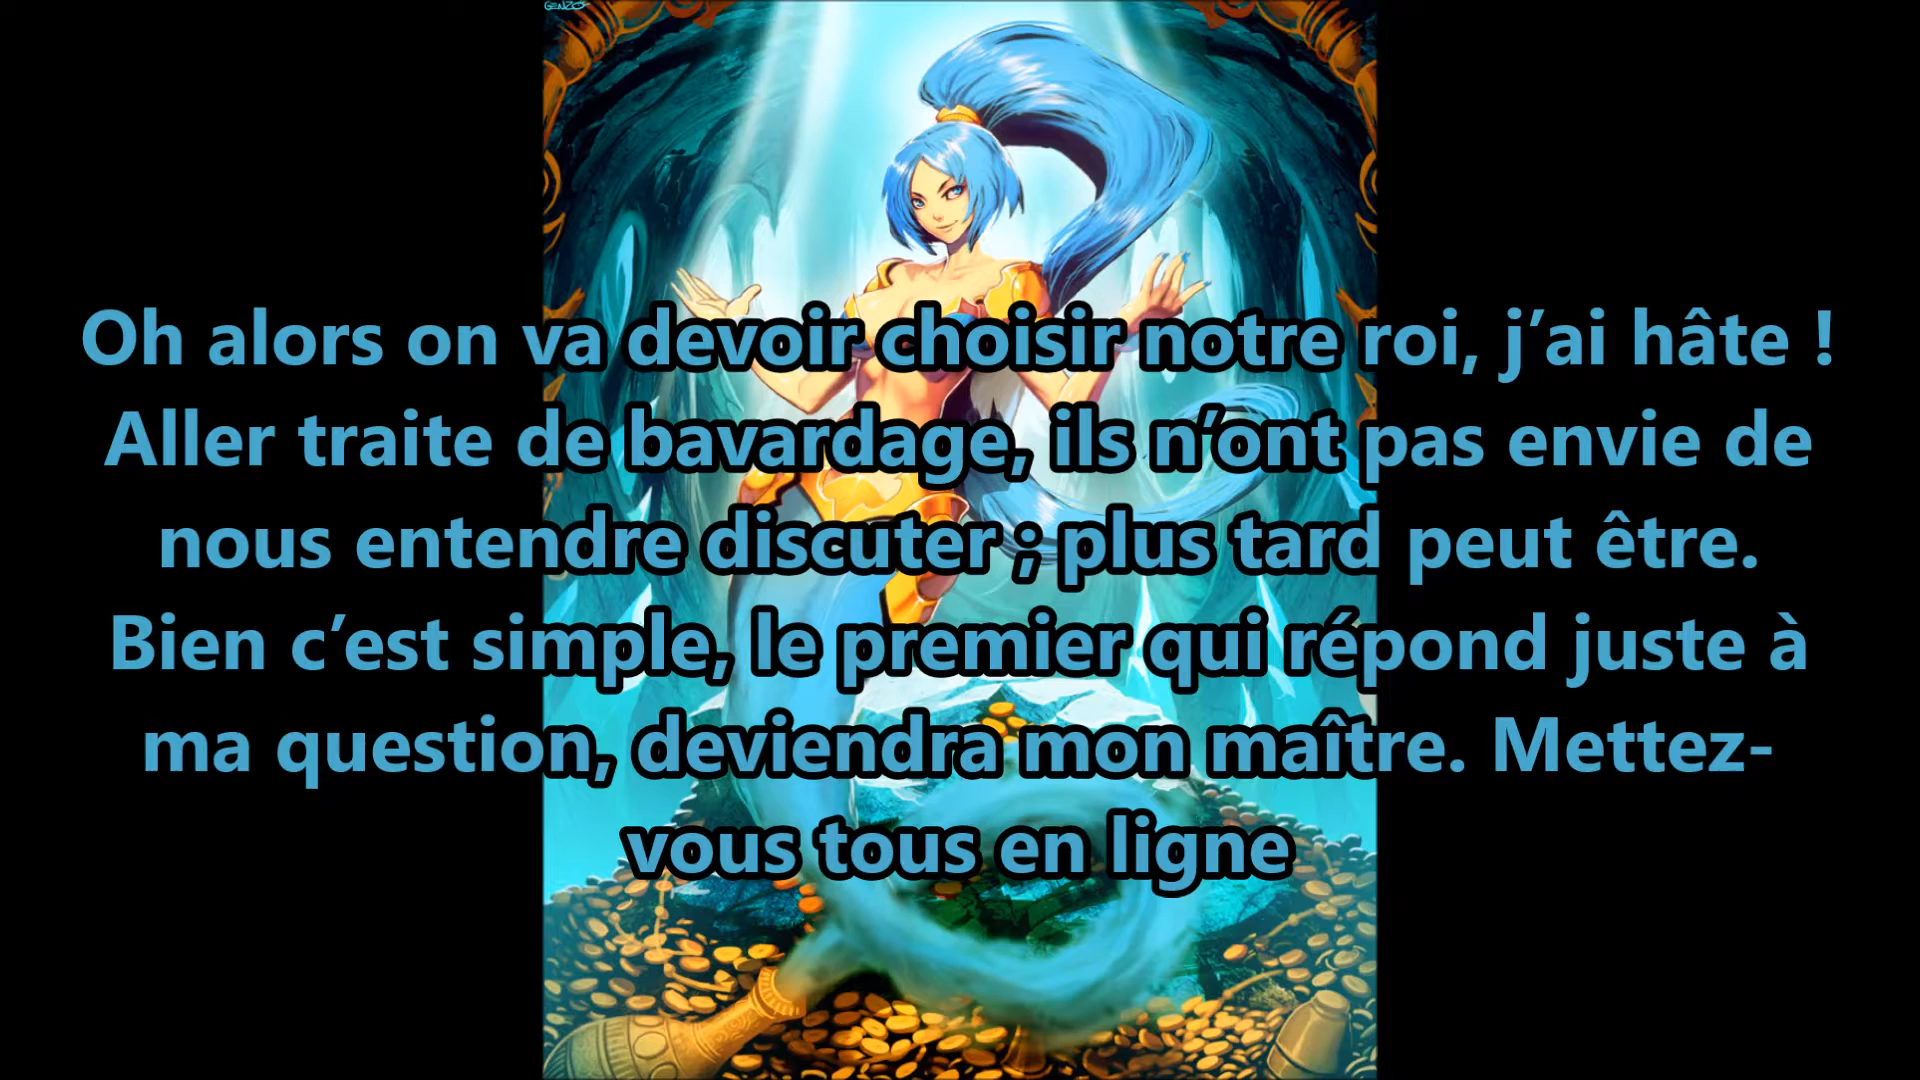 GENZO
Oh alors on va devoir choisir notre roi, j’ai hâte !
Aller traite de bavardage, ils n’ont pas envie de
nous entendre discuter ; plus tard peut être.
Bien c’est simple, le premier qui répond juste à
ma question, deviendra mon maître. Mettez-
vous tous en ligne